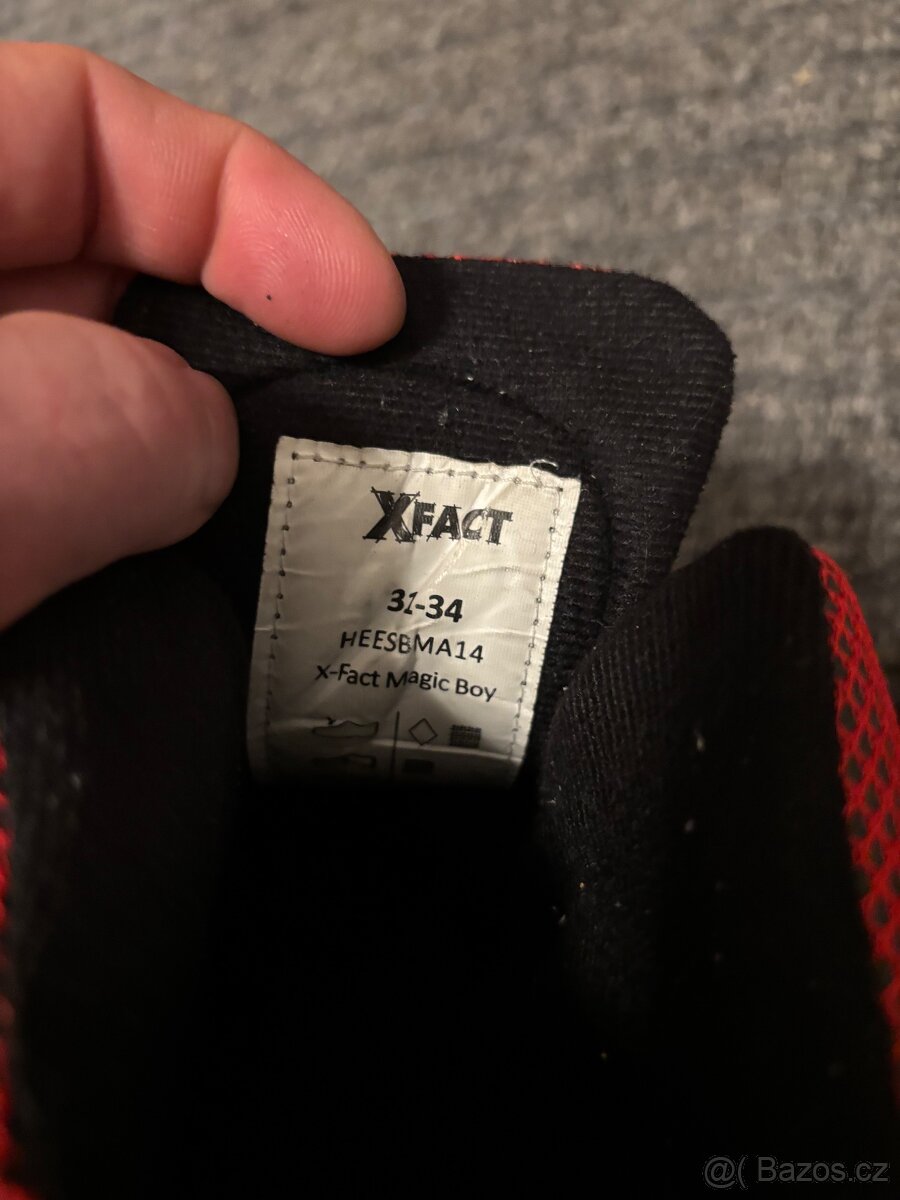 XFACT
31-34
HEESBMA14
X-Fact Magic Boy
@( Bazos.cz